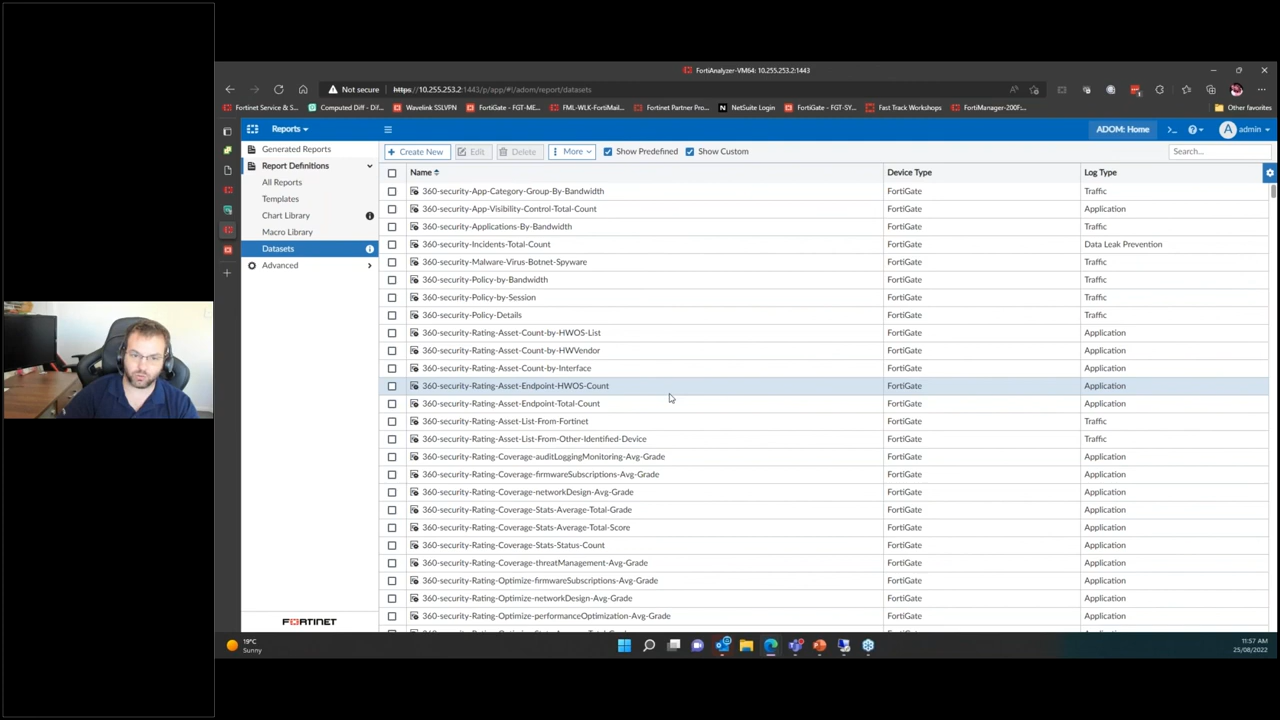 FortiAnalyzer-VM64: 10.255.253.2:1443
Not secure https://10.255.253.2:1443/p/app/#!/adom/report/datasets
Fortinet Service & S... Computed Diff - Dif... Wavelink SSLVPN FortiGate - FGT-ME... FML-WLK-FortiMail... Fortinet Partner Pro... NetSuite Login FortiGate - FGT-SY... Fast Track Workshops FortiManager-200F:... Other favorites
Reports ADOM: Home admin
Generated Reports
Report Definitions
All Reports
Templates
Chart Library
Macro Library
Datasets
Advanced
Create New Edit Delete More Show Predefined Show Custom Search...
Name Device Type Log Type
360-security-App-Category-Group-By-Bandwidth FortiGate Traffic
360-security-App-Visibility-Control-Total-Count FortiGate Application
360-security-Applications-By-Bandwidth FortiGate Traffic
360-security-Incidents-Total-Count FortiGate Data Leak Prevention
360-security-Malware-Virus-Botnet-Spyware FortiGate Traffic
360-security-Policy-by-Bandwidth FortiGate Traffic
360-security-Policy-by-Session FortiGate Traffic
360-security-Policy-Details FortiGate Traffic
360-security-Rating-Asset-Count-by-HWOS-List FortiGate Application
360-security-Rating-Asset-Count-by-HWVendor FortiGate Application
360-security-Rating-Asset-Count-by-Interface FortiGate Application
360-security-Rating-Asset-Endpoint-HWOS-Count FortiGate Application
360-security-Rating-Asset-Endpoint-Total-Count FortiGate Application
360-security-Rating-Asset-List-From-Fortinet FortiGate Traffic
360-security-Rating-Asset-List-From-Other-Identified-Device FortiGate Traffic
360-security-Rating-Coverage-auditLoggingMonitoring-Avg-Grade FortiGate Application
360-security-Rating-Coverage-firmwareSubscriptions-Avg-Grade FortiGate Application
360-security-Rating-Coverage-networkDesign-Avg-Grade FortiGate Application
360-security-Rating-Coverage-Stats-Average-Total-Grade FortiGate Application
360-security-Rating-Coverage-Stats-Average-Total-Score FortiGate Application
360-security-Rating-Coverage-Stats-Status-Count FortiGate Application
360-security-Rating-Coverage-threatManagement-Avg-Grade FortiGate Application
360-security-Rating-Optimize-firmwareSubscriptions-Avg-Grade FortiGate Application
360-security-Rating-Optimize-networkDesign-Avg-Grade FortiGate Application
360-security-Rating-Optimize-performanceOptimization-Avg-Grade FortiGate Application
FORTINET
19°C
Sunny
11:57 AM
25/08/2022